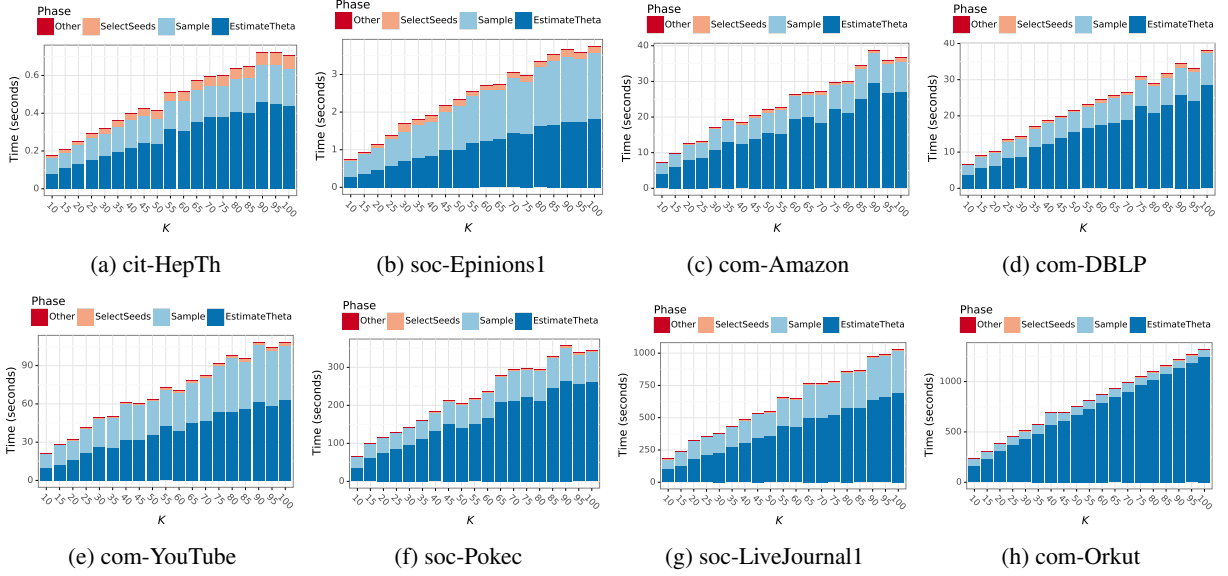 Phase
Other SelectSeeds Sample EstimateTheta
Time (seconds)
0.6
0.4
0.2
0
10 15 20 25 30 35 40 45 50 55 60 65 70 75 80 85 90 95 100
K
(a) cit-HepTh
Phase
Other SelectSeeds Sample EstimateTheta
Time (seconds)
3
2
1
0
10 15 20 25 30 35 40 45 50 55 60 65 70 75 80 85 90 95 100
K
(b) soc-Epinions1
Phase
Other SelectSeeds Sample EstimateTheta
Time (seconds)
40
30
20
10
0
10 15 20 25 30 35 40 45 50 55 60 65 70 75 80 85 90 95 100
K
(c) com-Amazon
Phase
Other SelectSeeds Sample EstimateTheta
Time (seconds)
40
30
20
10
0
10 15 20 25 30 35 40 45 50 55 60 65 70 75 80 85 90 95 100
K
(d) com-DBLP
Phase
Other SelectSeeds Sample EstimateTheta
Time (seconds)
90
60
30
0
10 15 20 25 30 35 40 45 50 55 60 65 70 75 80 85 90 95 100
K
(e) com-YouTube
Phase
Other SelectSeeds Sample EstimateTheta
Time (seconds)
300
200
100
0
10 15 20 25 30 35 40 45 50 55 60 65 70 75 80 85 90 95 100
K
(f) soc-Pokec
Phase
Other SelectSeeds Sample EstimateTheta
Time (seconds)
1000
750
500
250
0
10 15 20 25 30 35 40 45 50 55 60 65 70 75 80 85 90 95 100
K
(g) soc-LiveJournal1
Phase
Other SelectSeeds Sample EstimateTheta
Time (seconds)
1000
500
0
10 15 20 25 30 35 40 45 50 55 60 65 70 75 80 85 90 95 100
K
(h) com-Orkut